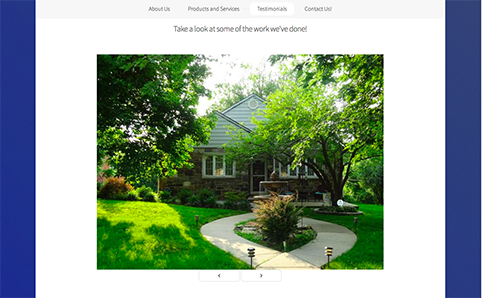 About Us Products and Services Testimonials Contact Us!
Take a look at some of the work we've done!